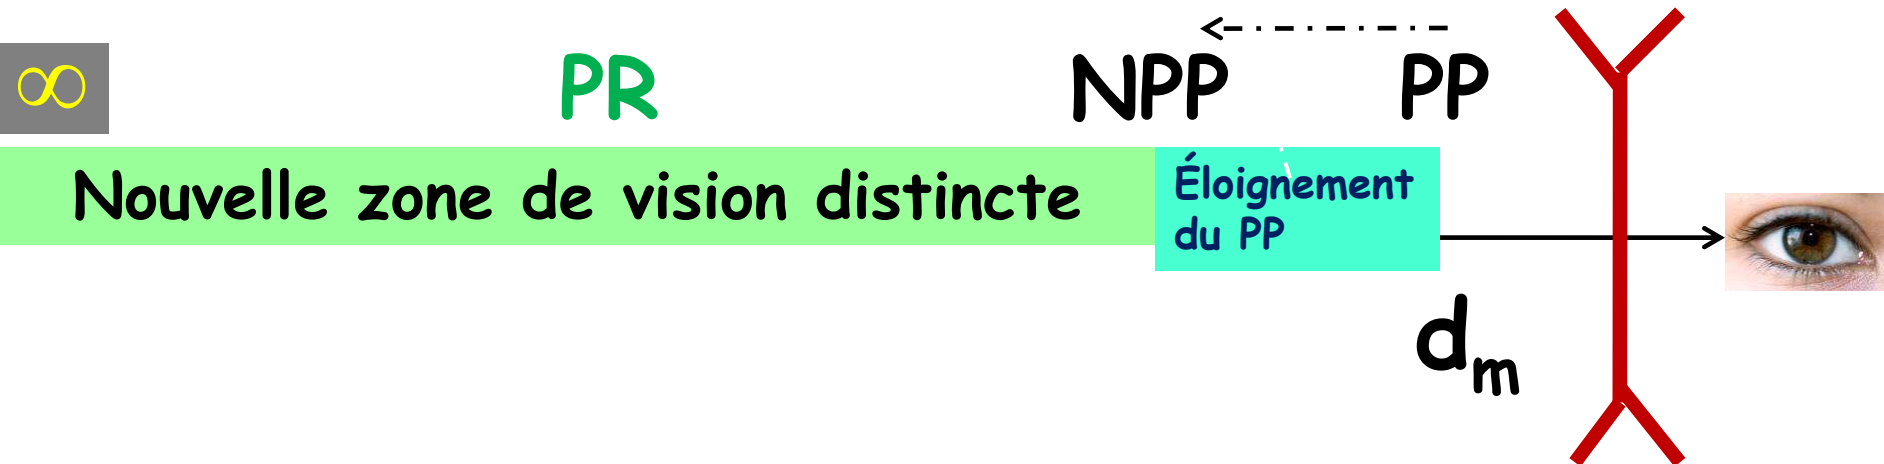 ∞ PR NPP PP
Nouvelle zone de vision distincte
Éloignement
du PP
dm